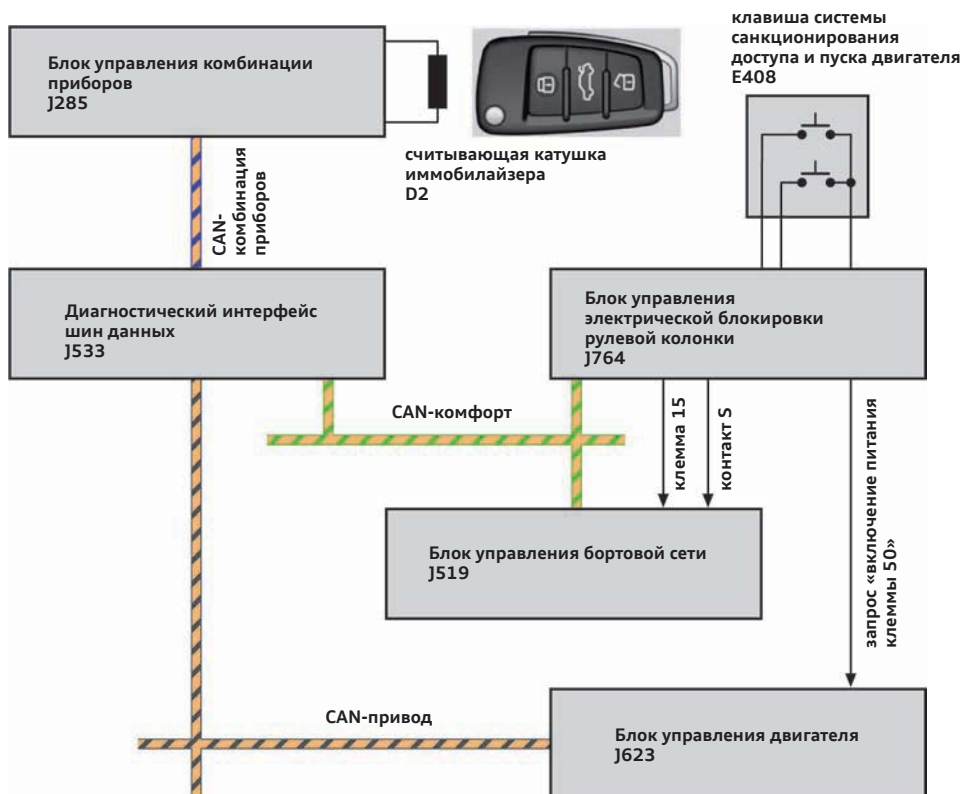 клавиша системы
санкционирования
доступа и пуска двигателя
E408
Блок управления комбинации
приборов
J285
считывающая катушка
иммобилайзера
D2
CAN-
комбинация
приборов
Диагностический интерфейс
шин данных
J533
Блок управления
электрической блокировки
рулевой колонки
J764
CAN-комфорт
клемма 15
контакт S
запрос «включение питания
клеммы 50»
Блок управления бортовой сети
J519
CAN-привод
Блок управления двигателя
J623